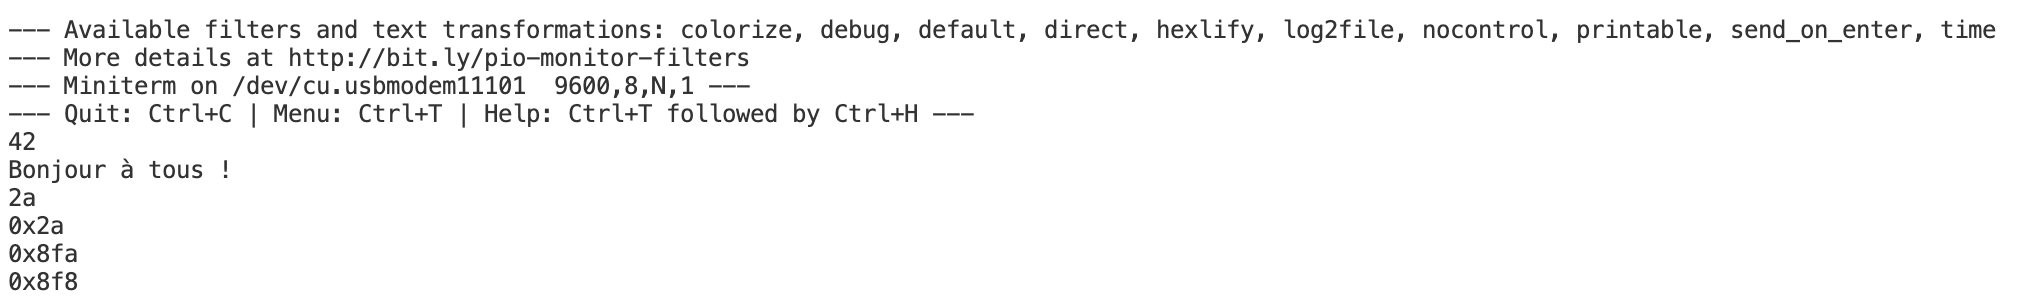 --- Available filters and text transformations: colorize, debug, default, direct, hexlify, log2file, nocontrol, printable, send_on_enter, time
--- More details at http://bit.ly/pio-monitor-filters
--- Miniterm on /dev/cu.usbmodem11101  9600,8,N,1 ---
--- Quit: Ctrl+C | Menu: Ctrl+T | Help: Ctrl+T followed by Ctrl+H ---
42
Bonjour à tous !
2a
0x2a
0x8fa
0x8f8